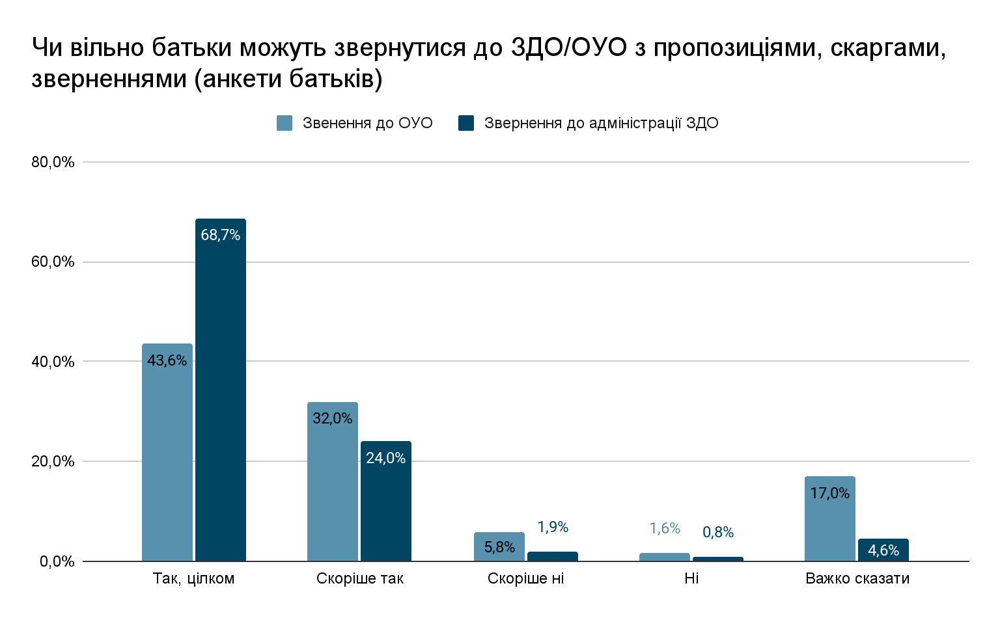 Чи вільно батьки можуть звернутися до ЗДО/ОУО з пропозиціями, скаргами,
зверненнями (анкети батьків)
Звенення до ОУО
Звернення до адміністрації ЗДО
80,0%
60,0%
40,0%
20,0%
0,0%
43,6%
68,7%
32,0%
24,0%
5,8%
1,9%
1,6%
0,8%
17,0%
4,6%
Так, цілком
Скоріше так
Скоріше ні
Ні
Важко сказати